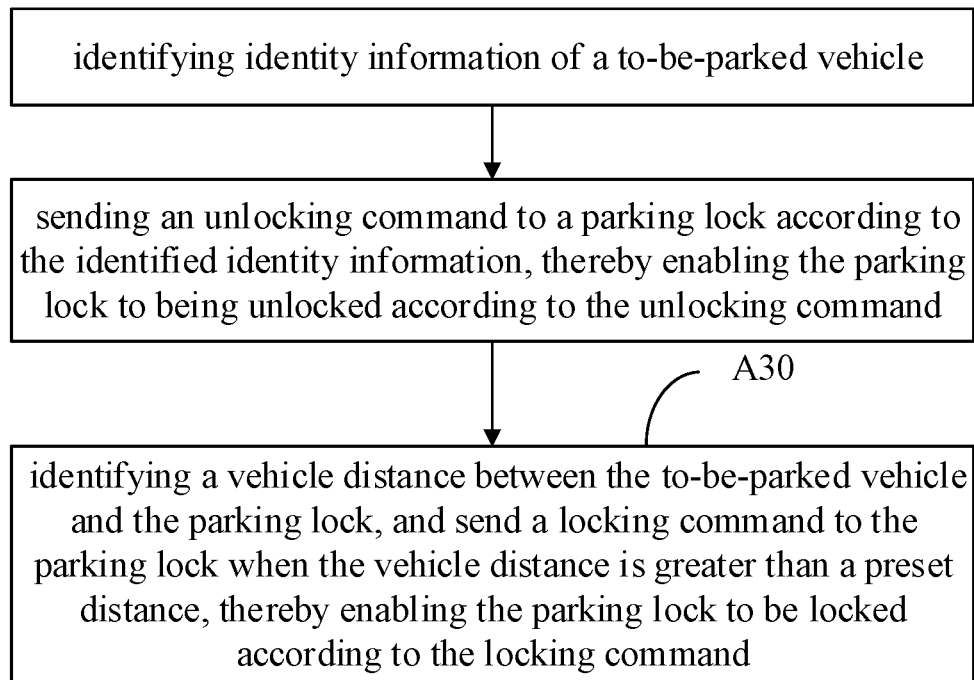 identifying identity information of a to-be-parked vehicle
sending an unlocking command to a parking lock according to
the identified identity information, thereby enabling the parking
lock to being unlocked according to the unlocking command
A30
identifying a vehicle distance between the to-be-parked vehicle
and the parking lock, and send a locking command to the
parking lock when the vehicle distance is greater than a preset
distance, thereby enabling the parking lock to be locked
according to the locking command